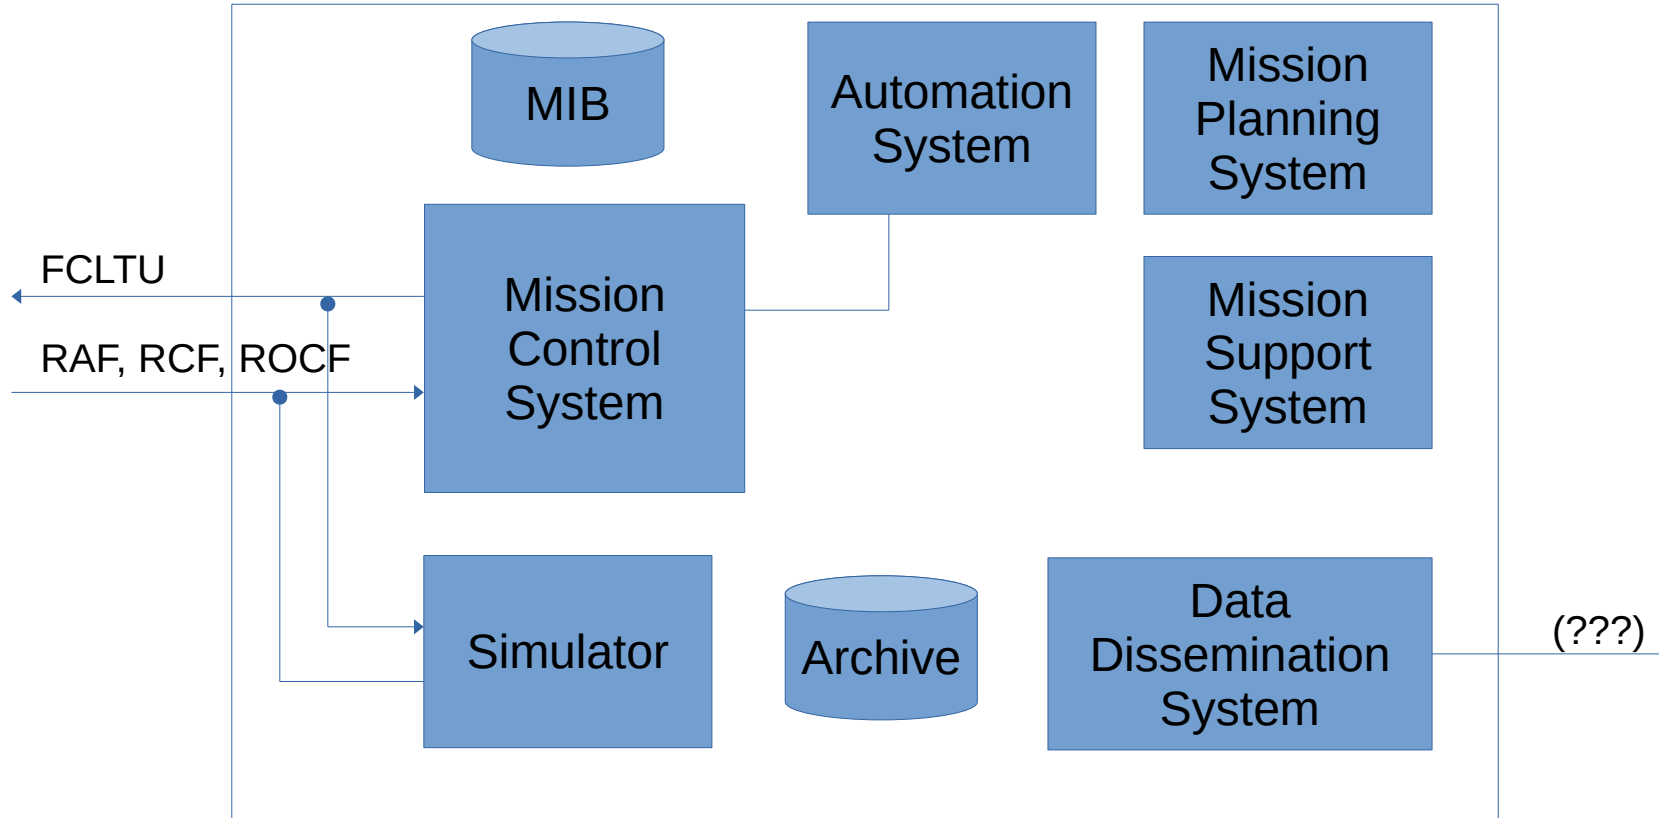 MIB
Automation
System
Mission
Planning
System
FCLTU
RAF, RCF, ROCF
Mission
Control
System
Mission
Support
System
Simulator
Archive
Data
Dissemination
System
(???)